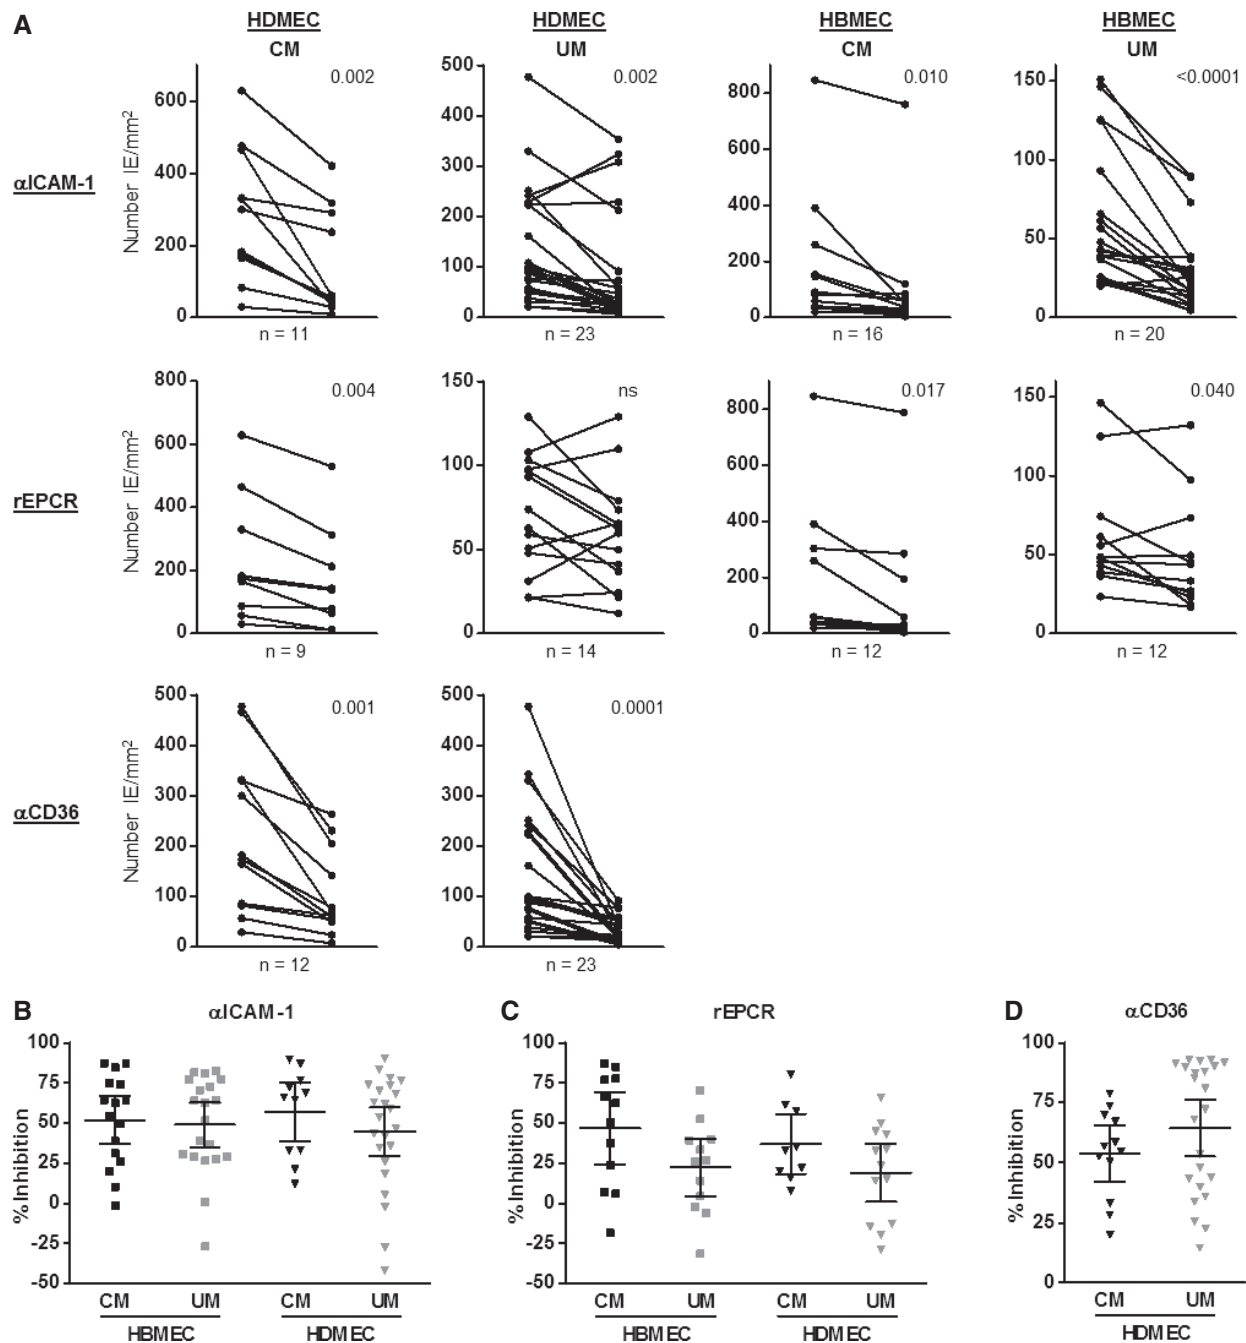 A
HDMEC HDMEC HBMEC HBMEC
CM UM CM UM
αICAM-1
Number IE/mm²
600 400 200 0
0.002
n = 11
500 400 300 200 100 0
0.002
n = 23
800 600 400 200 0
0.010
n = 16
150 100 50 0
<0.0001
n = 20
rEPCR
Number IE/mm²
800 600 400 200 0
0.004
n = 9
150 100 50 0
ns
n = 14
800 600 400 200 0
0.017
n = 12
150 100 50 0
0.040
n = 12
αCD36
Number IE/mm²
500 400 300 200 100 0
0.001
n = 12
500 400 300 200 100 0
0.0001
n = 23
B
αICAM-1
% Inhibition
100 75 50 25 0 -25 -50
CM UM CM UM
HBMEC HDMEC
C
rEPCR
% Inhibition
100 75 50 25 0 -25 -50
CM UM CM UM
HBMEC HDMEC
D
αCD36
% Inhibition
100 75 50 25 0
CM UM
HDMEC